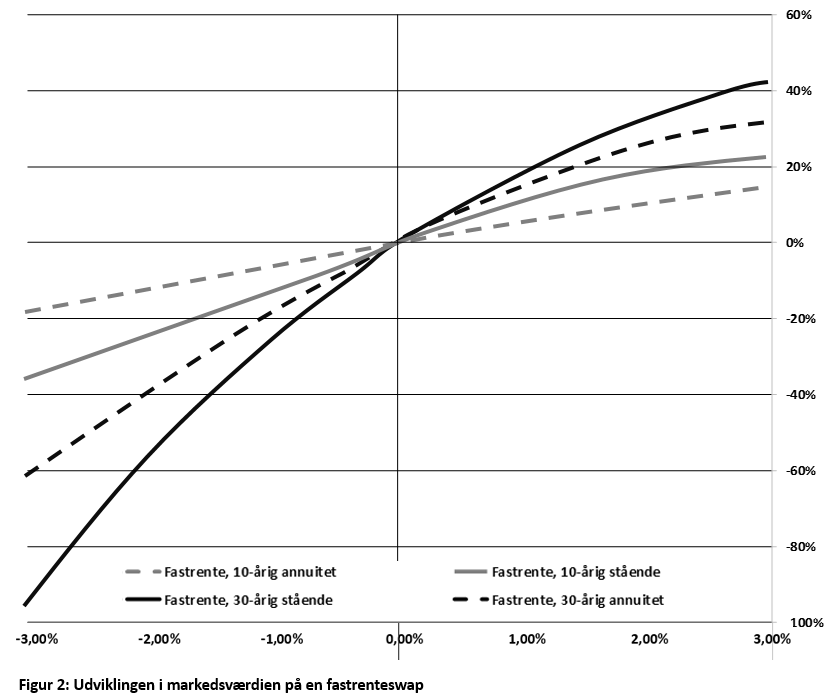 60%
40%
20%
0%
-20%
-40%
-60%
-80%
Fastrente, 10-årig annuitet Fastrente, 10-årig stående
Fastrente, 30-årig stående Fastrente, 30-årig annuitet
100%
-3,00% -2,00% -1,00% 0,00% 1,00% 2,00% 3,00%
Figur 2: Udviklingen i markedsværdien på en fastrenteswap